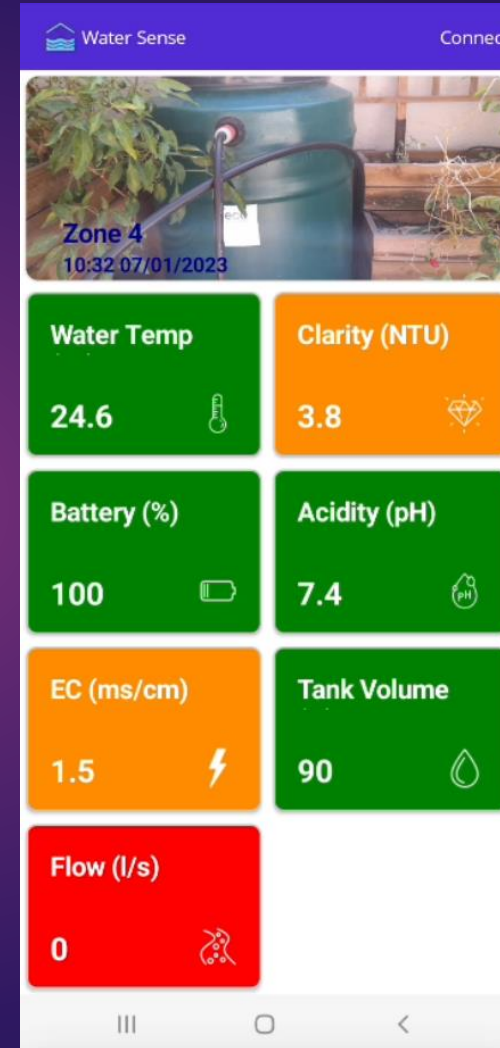 Water Sense
Zone 4
10:32 07/01/2023
Water Temp
24.6
Clarity (NTU)
3.8
Battery (%)
100
Acidity (pH)
7.4
pH
EC (ms/cm)
1.5
Tank Volume
90
Flow (l/s)
0